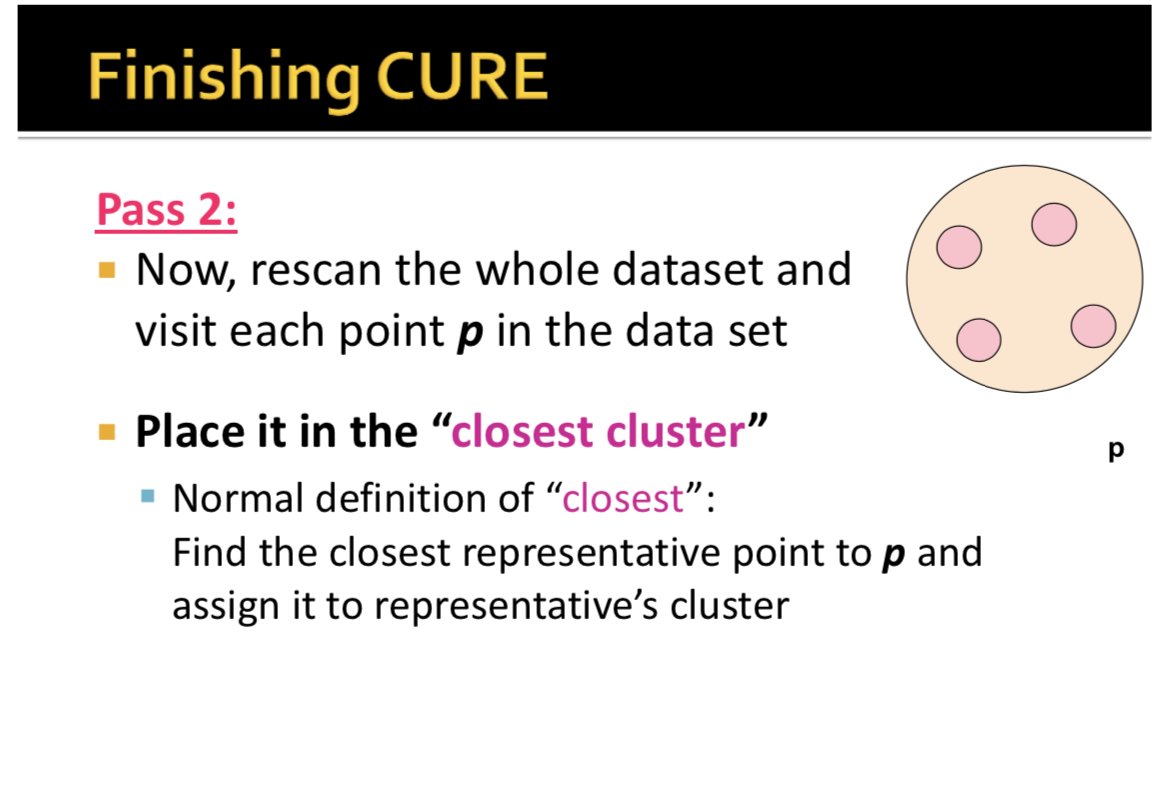 Finishing CURE
Pass 2:
Now, rescan the whole dataset and
visit each point p in the data set
Place it in the “closest cluster”
Normal definition of “closest”:
Find the closest representative point to p and
assign it to representative’s cluster
p